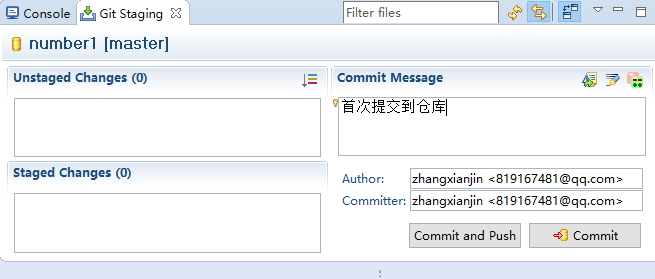 Console Git Staging Filter files
number1 [master]
Unstaged Changes (0)
Commit Message
首次提交到仓库
Staged Changes (0)
Author: zhangxianjin <819167481@qq.com>
Committer: zhangxianjin <819167481@qq.com>
Commit and Push Commit